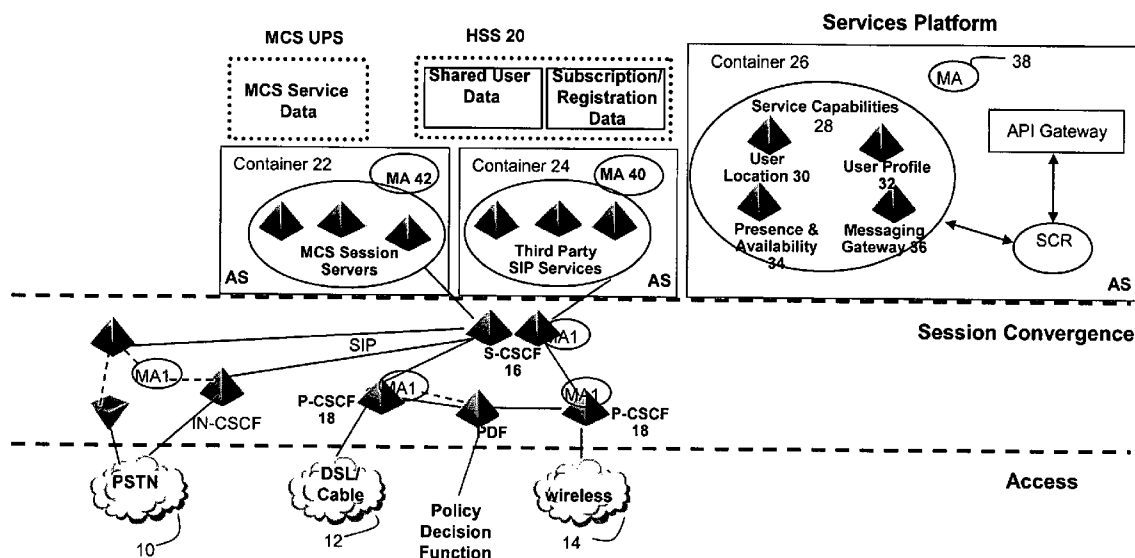 Services Platform
MCS UPS
HSS 20
MCS Service
Data
Shared User
Data
Subscription/
Registration
Data
Container 26
MA
38
Service Capabilities
28
User
Location 30
User Profile
32
Presence &
Availability
34
Messaging
Gateway 36
API Gateway
SCR
AS
Container 22
MA 42
MCS Session
Servers
AS
Container 24
MA 40
Third Party
SIP Services
AS
Session Convergence
SIP
MA1
S-CSCF
16
MA1
IN-CSCF
P-CSCF
18
MA1
PDF
MA1
P-CSCF
18
Access
PSTN
10
DSL/
Cable
12
Policy
Decision
Function
wireless
14